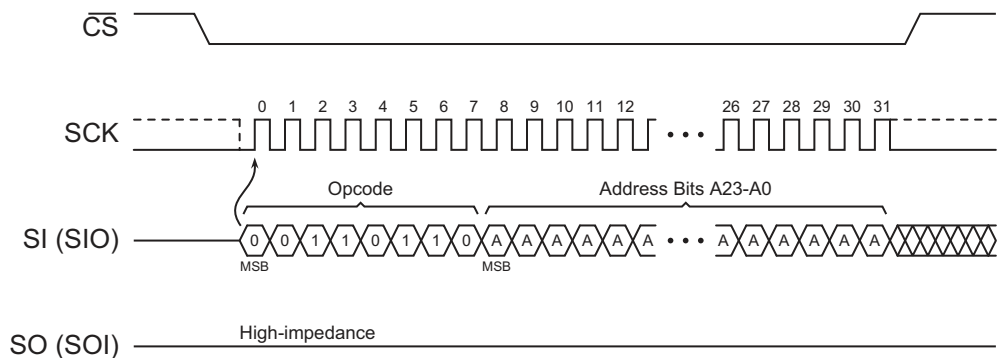 CS
0 1 2 3 4 5 6 7 8 9 10 11 12 26 27 28 29 30 31
SCK
Opcode Address Bits A23-A0
SI (SIO) 0 0 1 1 0 1 1 0 A A A A A A A A A A A A
MSB MSB
High-impedance
SO (SOI)